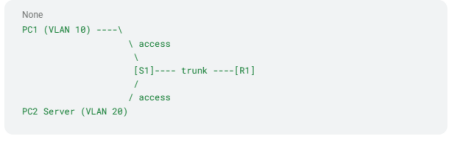 None
PC1 (VLAN 10) ----\
\ access
\
[S1]---- trunk ----[R1]
/
/ access
PC2 Server (VLAN 20)